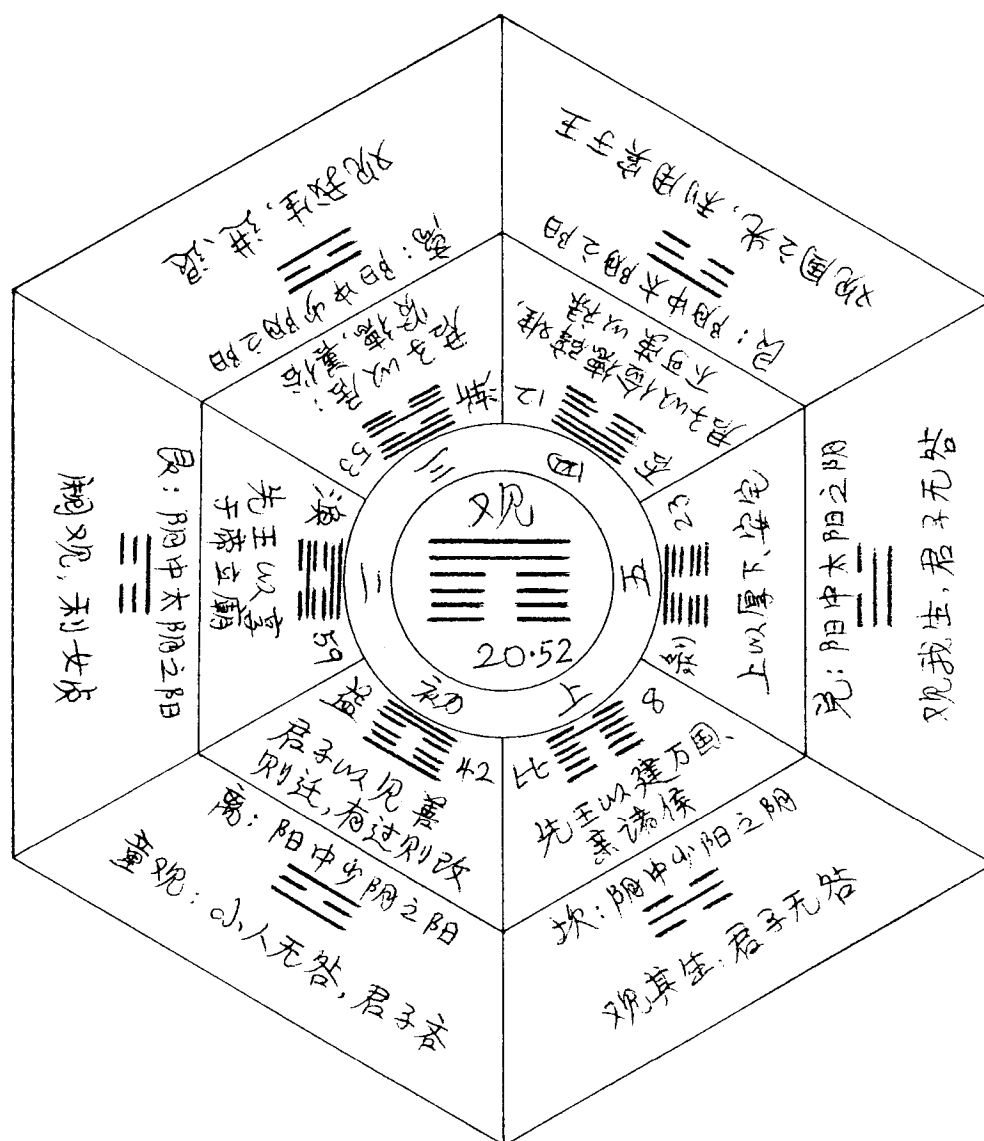 观
20·52
初
益
42
君子以见善
则迁，有过则改
离：阳中少阴之阳
童观：小人无咎，君子吝
二
涣
59
先王以享
于帝立廟
阴中太阴之阳
闚观，利女贞
三
渐
53
君子以居
贤德，善俗
阳中少阴之阳
观我生，进、退
四
否
12
君子以俭德辟难，
不可荣以禄
阳中太阳之阳
观国之光，利用宾于王
五
剥
23
上以厚下、安宅
兑：阳中太阳之阴
观我生，君子无咎
上
比
8
先王以建万国、
亲诸侯
坎：阴中少阳之阴
观其生：君子无咎